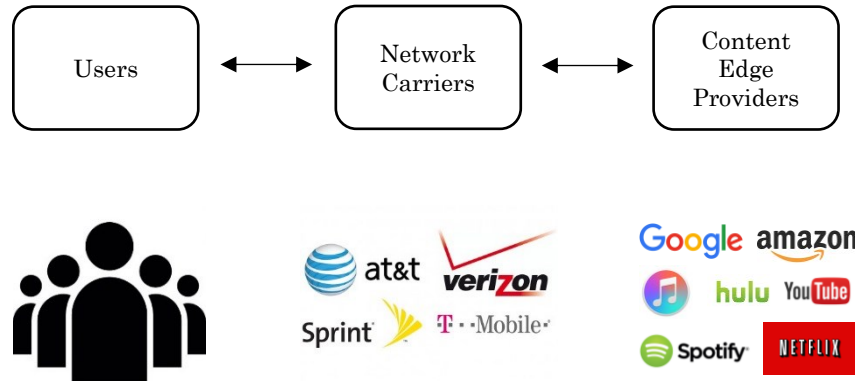 Users
Network
Carriers
Content
Edge
Providers
at&t
verizon
Sprint
T··Mobile·
Google
amazon
hulu
YouTube
Spotify
NETFLIX